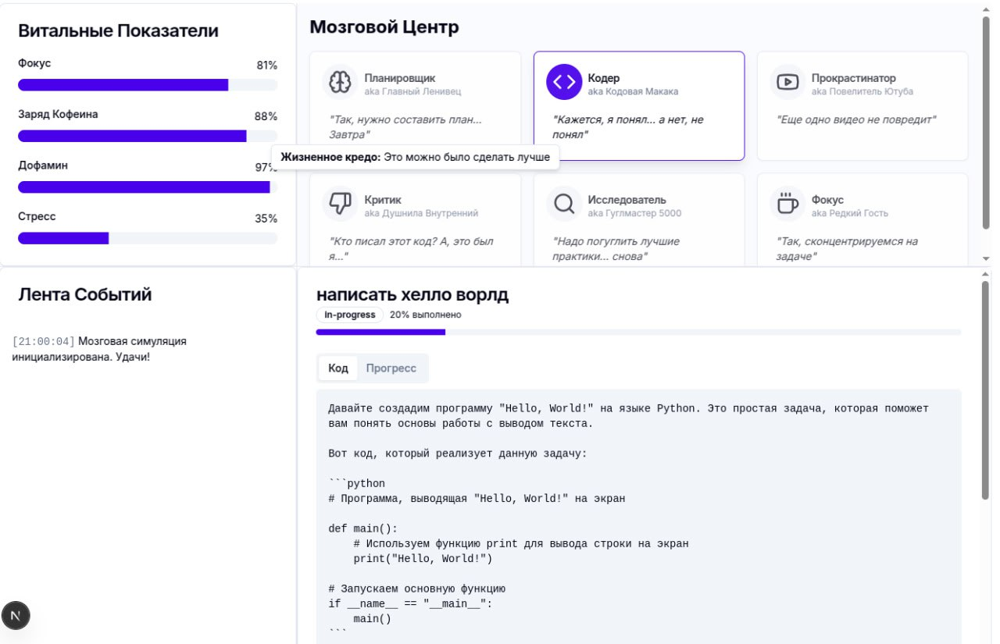 Витальные Показатели
Фокус
81%
Заряд Кофеина
88%
Дофамин
97%
Стресс
35%
Мозговой Центр
Планировщик
aka Главный Ленивец
"Так, нужно составить план...
Завтра"
Кодер
aka Кодовая Макака
"Кажется, я понял... а нет, не
понял"
Прокрастинатор
aka Повелитель Ютуба
"Еще одно видео не повредит"
Жизненное кредо: Это можно было сделать лучше
Критик
aka Душнила Внутренний
"Кто писал этот код? А, это был
я..."
Исследователь
aka Гуглмастер 5000
"Надо погуглить лучшие
практики... снова"
Фокус
aka Редкий Гость
"Так, сконцентрируемся на
задаче"
Лента Событий
[21:00:04] Мозговая симуляция
инициализирована. Удачи!
написать хелло ворлд
in-progress 20% выполнено
Код Прогресс
Давайте создадим программу "Hello, World!" на языке Python. Это простая задача, которая поможет
вам понять основы работы с выводом текста.
Вот код, который реализует данную задачу:
```python
# Программа, выводящая "Hello, World!" на экран
def main():
    # Используем функцию print для вывода строки на экран
    print("Hello, World!")
# Запускаем основную функцию
if __name__ == "__main__":
    main()
```
N